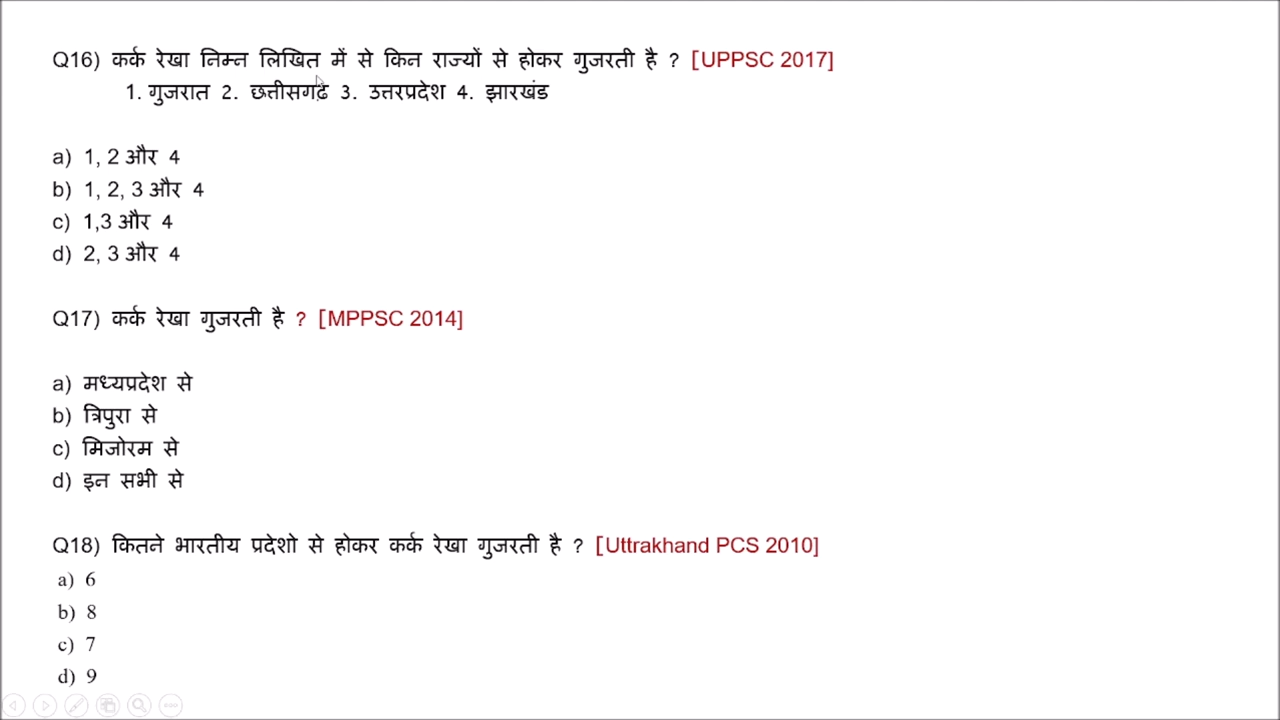 Q16) कर्क रेखा निम्न लिखित में से किन राज्यों से होकर गुजरती है ? [UPPSC 2017]
1. गुजरात 2. छत्तीसगढ 3. उत्तरप्रदेश 4. झारखंड
a) 1, 2 और 4
b) 1, 2, 3 और 4
c) 1,3 और 4
d) 2, 3 और 4
Q17) कर्क रेखा गुजरती है ? [MPPSC 2014]
a) मध्यप्रदेश से
b) त्रिपुरा से
c) मिजोरम से
d) इन सभी से
Q18) कितने भारतीय प्रदेशो से होकर कर्क रेखा गुजरती है ? [Uttrakhand PCS 2010]
a) 6
b) 8
c) 7
d) 9